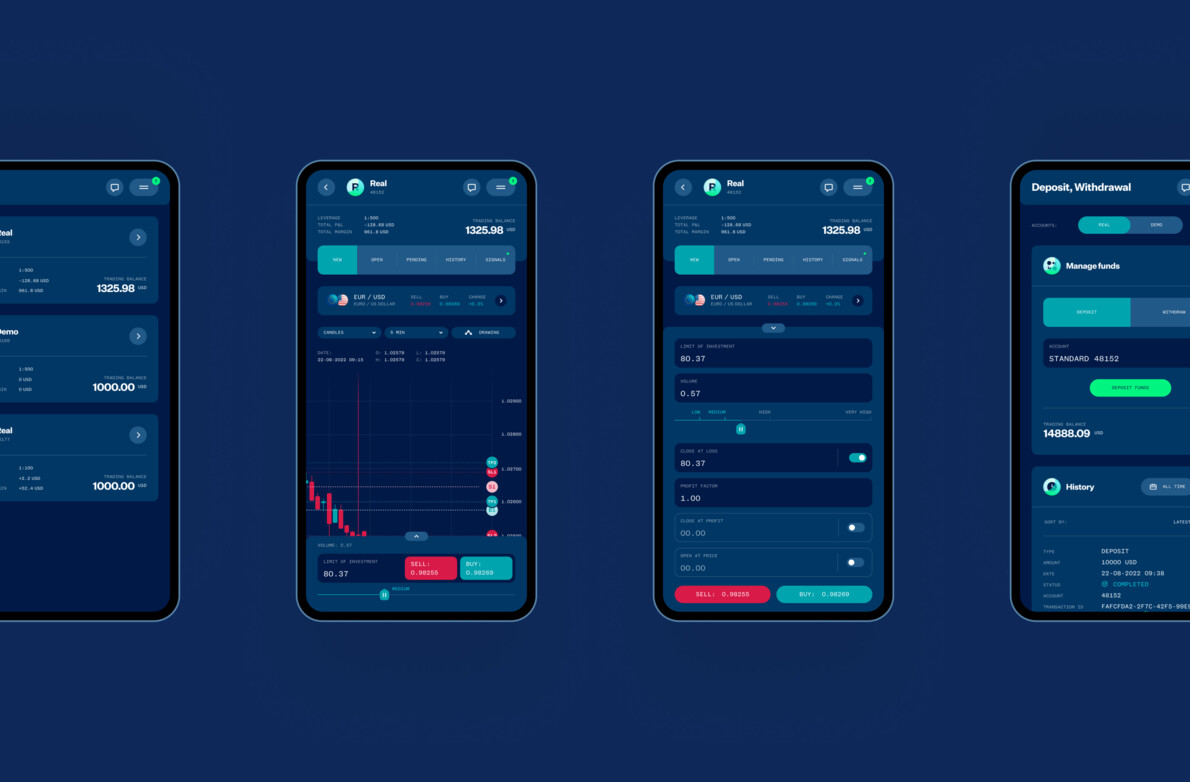 Real
1:500
-128.68 USD
961.8 USD
TRADING BALANCE
1325.98 USD
Demo
1:500
0 USD
0 USD
TRADING BALANCE
1000.00 USD
Real
1:100
+2.2 USD
+52.4 USD
TRADING BALANCE
1000.00 USD
R Real
48152
LEVERAGE 1:500
TOTAL P&L -128.68 USD
TOTAL MARGIN 961.8 USD
TRADING BALANCE
1325.98 USD
NEW OPEN PENDING HISTORY SIGNALS
EUR / USD
EURO / US DOLLAR
SELL BUY CHANGE
0.98255 0.98269 +0.2%
CANDLES 5 MIN DRAWING
DATE: O: 1.02579 L: 1.02579
22-08-2022 09:15 H: 1.02579 C: 1.02579
1.02900
1.02800
TP3
SL3
1.02700
S1
TP1
1.02600
VOLUME: 0.57
LIMIT OF INVESTMENT
80.37
SELL:
0.98255
BUY:
0.98269
MEDIUM
R Real
48152
LEVERAGE 1:500
TOTAL P&L -128.68 USD
TOTAL MARGIN 961.8 USD
TRADING BALANCE
1325.98 USD
NEW OPEN PENDING HISTORY SIGNALS
EUR / USD
EURO / US DOLLAR
SELL BUY CHANGE
0.98255 0.98269 +0.2%
LIMIT OF INVESTMENT
80.37
VOLUME
0.57
LOW MEDIUM HIGH VERY HIGH
CLOSE AT LOSS
80.37
PROFIT FACTOR
1.00
CLOSE AT PROFIT
00.00
OPEN AT PRICE
00.00
SELL: 0.98255
BUY: 0.98269
Deposit, Withdrawal
ACCOUNTS: REAL DEMO
Manage funds
DEPOSIT WITHDRAW
ACCOUNT
STANDARD 48152
DEPOSIT FUNDS
TRADING BALANCE
14888.09 USD
History
ALL TIME
SORT BY: LATEST
TYPE DEPOSIT
AMOUNT 10000 USD
DATE 22-08-2022 09:38
STATUS COMPLETED
ACCOUNT 48152
TRANSACTION ID FAFCFDA2-2F7C-42F5-99E